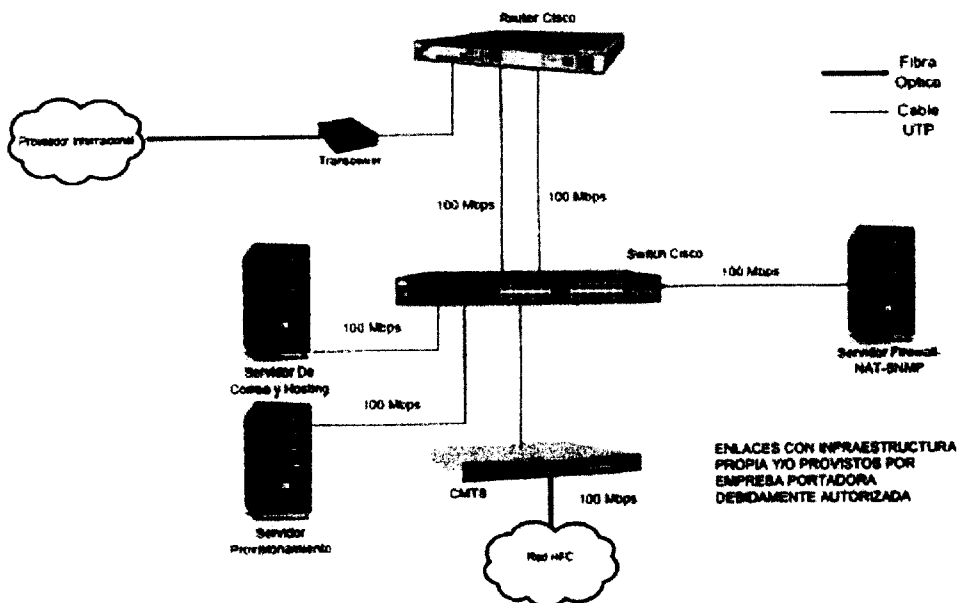 Router Cisco
Fibra
Optica
Cable
UTP
Proveedor Internacional
Transceiver
100 Mbps
100 Mbps
Switch Cisco
100 Mbps
100 Mbps
Servidor De
Correo y Hosting
Servidor Firewall-
NAT-SNMP
100 Mbps
ENLACES CON INFRAESTRUCTURA
PROPIA Y/O PROVISTOS POR
EMPRESA PORTADORA
DEBIDAMENTE AUTORIZADA
CMTS
100 Mbps
Servidor
Provisionamiento
Red HFC